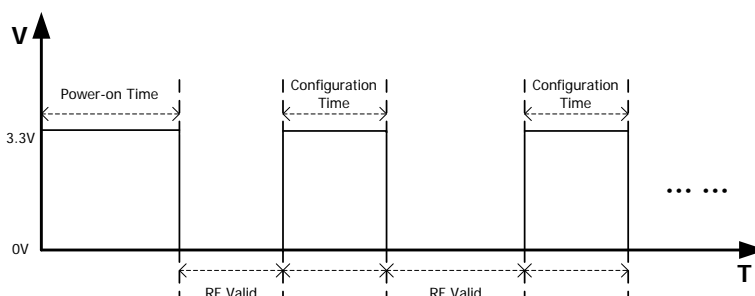 V
Power-on Time
Configuration
Time
Configuration
Time
3.3V
... ...
0V
T
RF Valid
RF Valid